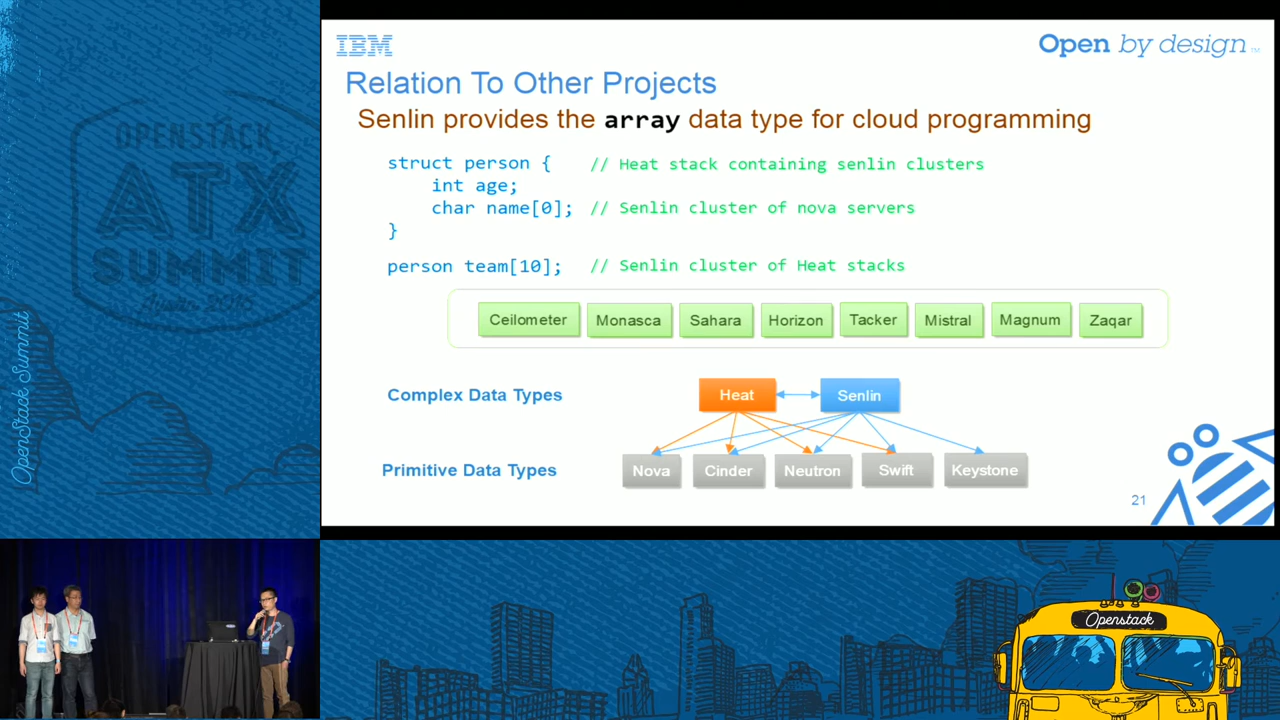 IBM
Open by design™
Relation To Other Projects
Senlin provides the array data type for cloud programming
struct person { // Heat stack containing senlin clusters
int age;
char name[0]; // Senlin cluster of nova servers
}
person team[10]; // Senlin cluster of Heat stacks
Ceilometer Monasca Sahara Horizon Tacker Mistral Magnum Zaqar
Complex Data Types Heat Senlin
Primitive Data Types Nova Cinder Neutron Swift Keystone
21
OPENSTACK
ATX
SUMMIT
Austin 2016
OpenStack Summit
Openstack